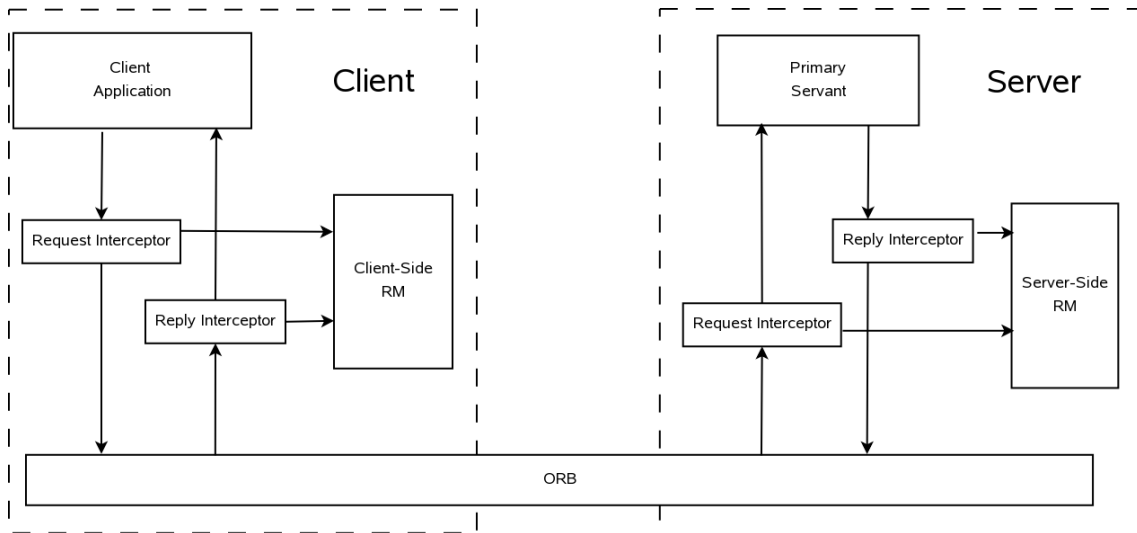 Client
Application
Client
Request Interceptor
Reply Interceptor
Client-Side
RM
Primary
Servant
Server
Reply Interceptor
Request Interceptor
Server-Side
RM
ORB